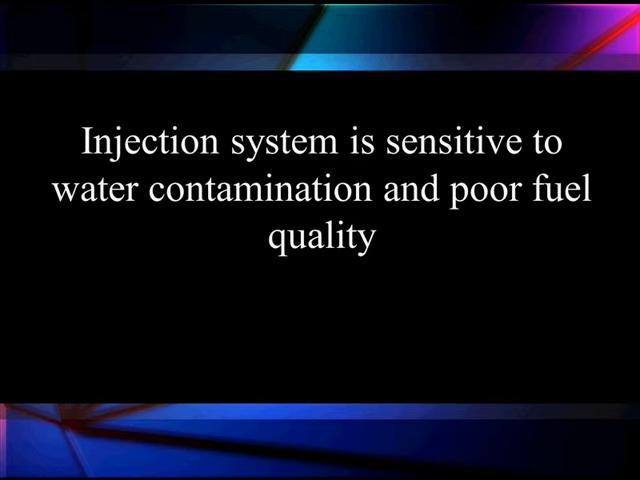 Injection system is sensitive to
water contamination and poor fuel
quality